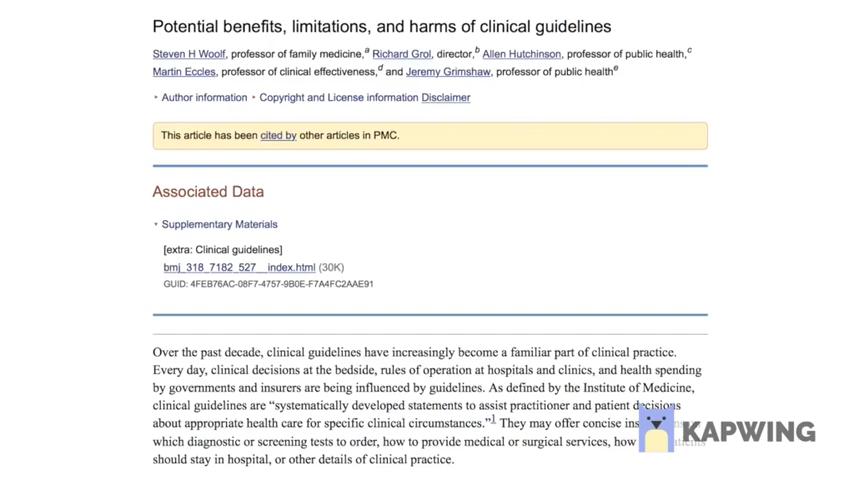 Potential benefits, limitations, and harms of clinical guidelines
Steven H Woolf, professor of family medicine,a Richard Grol, director,b Allen Hutchinson, professor of public health,c
Martin Eccles, professor of clinical effectiveness,d and Jeremy Grimshaw, professor of public healthe
Author information • Copyright and License information Disclaimer
This article has been cited by other articles in PMC.
Associated Data
Supplementary Materials
[extra: Clinical guidelines]
bmj_318_7182_527__index.html (30K)
GUID: 4FEB76AC-08F7-4757-9B0E-F7A4FC2AAE91
Over the past decade, clinical guidelines have increasingly become a familiar part of clinical practice.
Every day, clinical decisions at the bedside, rules of operation at hospitals and clinics, and health spending
by governments and insurers are being influenced by guidelines. As defined by the Institute of Medicine,
clinical guidelines are “systematically developed statements to assist practitioner and patient decisions
about appropriate health care for specific clinical circumstances.”1 They may offer concise
which diagnostic or screening tests to order, how to provide medical or surgical services, how
should stay in hospital, or other details of clinical practice.
KAPWING